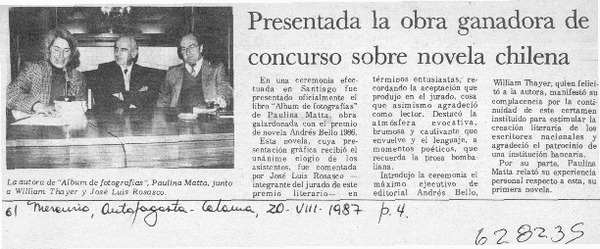 Presentada la obra ganadora de
concurso sobre novela chilena
En una ceremonia efec-
tuada en Santiago fue
presentado oficialmente el
libro "Album de fotografías"
de Paulina Matta, obra
galardonada con el premio
de novela Andrés Bello 1986.
Esta novela, cuya pre-
sentación gráfica recibió el
unánime elogio de los asis-
tentes, fue comentada por
José Luis Rosasco —
integrante del jurado de este
premio literario— en
términos entusiastas, re-
cordando la aceptación que
produjo en el jurado, cosa
que asimismo agradeció
como lector. Destacó la
atmósfera evocativa,
brumosa y cautivante que
envuelve y el lenguaje, a
momentos poéticos, que
recuerda la prosa bomba-
liana.
Introdujo la ceremonia el
máximo ejecutivo de
editorial Andrés Bello,
William Thayer, quien felicitó
a la autora, manifestó su
complacencia por la conti-
nuidad de este certamen
instituido para estimular la
creación literaria de los
escritores nacionales y
agradeció el patrocinio de
una institución bancaria.
Por su parte, Paulina
Matta relató su experiencia
personal respecto a esta, su
primera novela.
La autora de "Album de fotografías", Paulina Matta, junto
a William Thayer y José Luis Rosasco.
El Mercurio, Antofagasta-Calama, 20-VIII-1987 p. 4.
628235